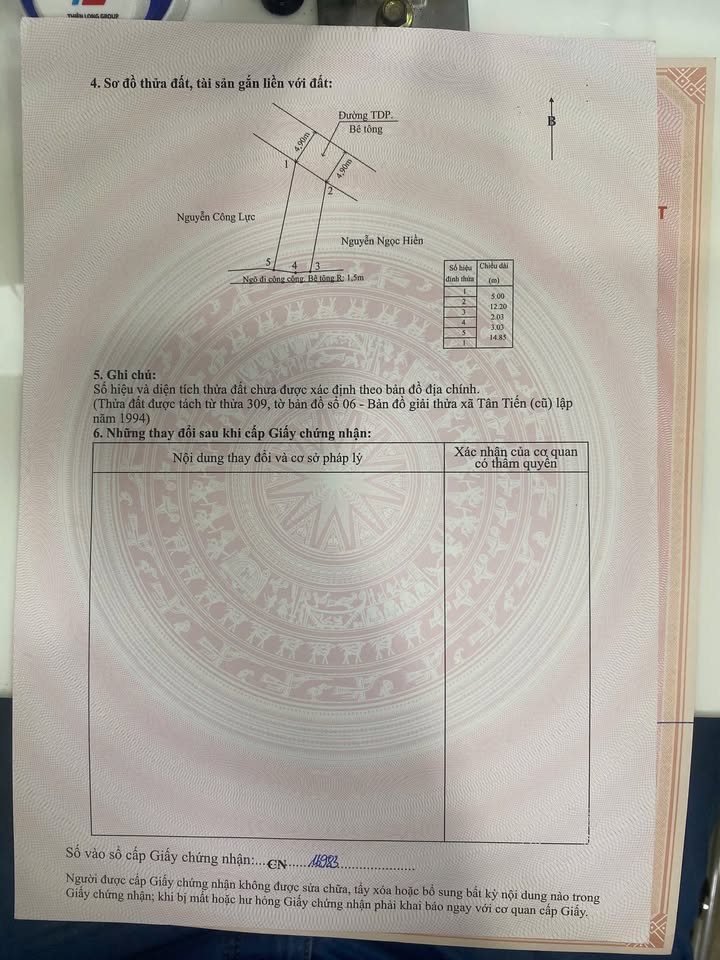 THIÊN LONG GROUP
4. Sơ đồ thửa đất, tài sản gắn liền với đất:
Đường TDP.
Bê tông
B
4,90m
4,90m
1
2
T
Nguyễn Công Lực
Nguyễn Ngọc Hiền
5
4
3
Ngõ đi công cộng. Bê tông R: 1,5m
Số hiệu đỉnh thửa
Chiều dài (m)
1
5.00
2
12.20
3
2.03
4
3.03
5
14.85
1
5. Ghi chú:
Số hiệu và diện tích thửa đất chưa được xác định theo bản đồ địa chính.
(Thửa đất được tách từ thửa 309, tờ bản đồ số 06 - Bản đồ giải thửa xã Tân Tiến (cũ) lập
năm 1994)
6. Những thay đổi sau khi cấp Giấy chứng nhận:
Nội dung thay đổi và cơ sở pháp lý
Xác nhận của cơ quan
có thẩm quyền
Số vào sổ cấp Giấy chứng nhận:....CN.....14983....................
Người được cấp Giấy chứng nhận không được sửa chữa, tẩy xóa hoặc bổ sung bất kỳ nội dung nào trong
Giấy chứng nhận; khi bị mất hoặc hư hỏng Giấy chứng nhận phải khai báo ngay với cơ quan cấp Giấy.